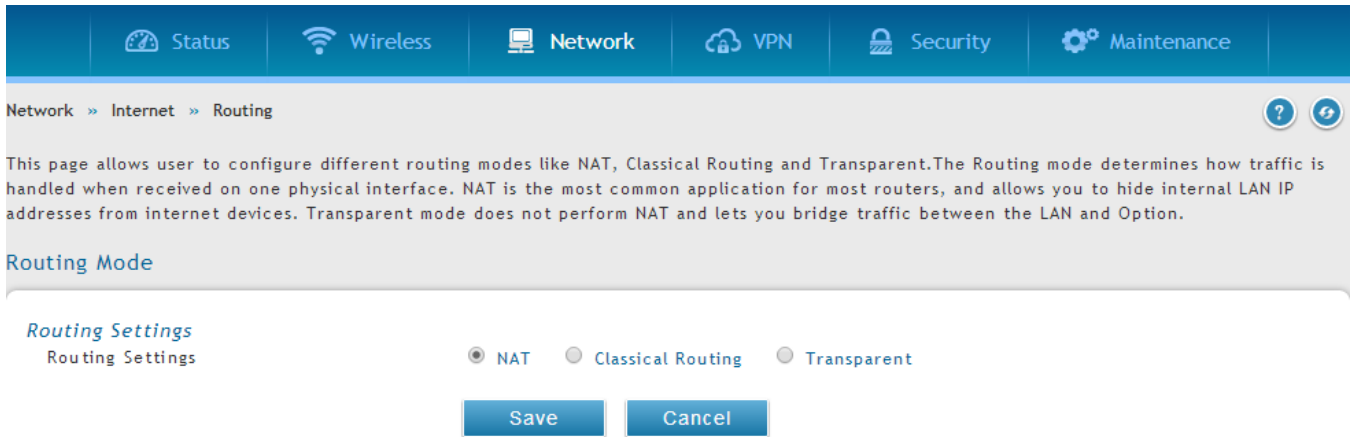 Status Wireless Network VPN Security Maintenance
Network » Internet » Routing
This page allows user to configure different routing modes like NAT, Classical Routing and Transparent.The Routing mode determines how traffic is
handled when received on one physical interface. NAT is the most common application for most routers, and allows you to hide internal LAN IP
addresses from internet devices. Transparent mode does not perform NAT and lets you bridge traffic between the LAN and Option.
Routing Mode
Routing Settings
Routing Settings NAT Classical Routing Transparent
Save Cancel